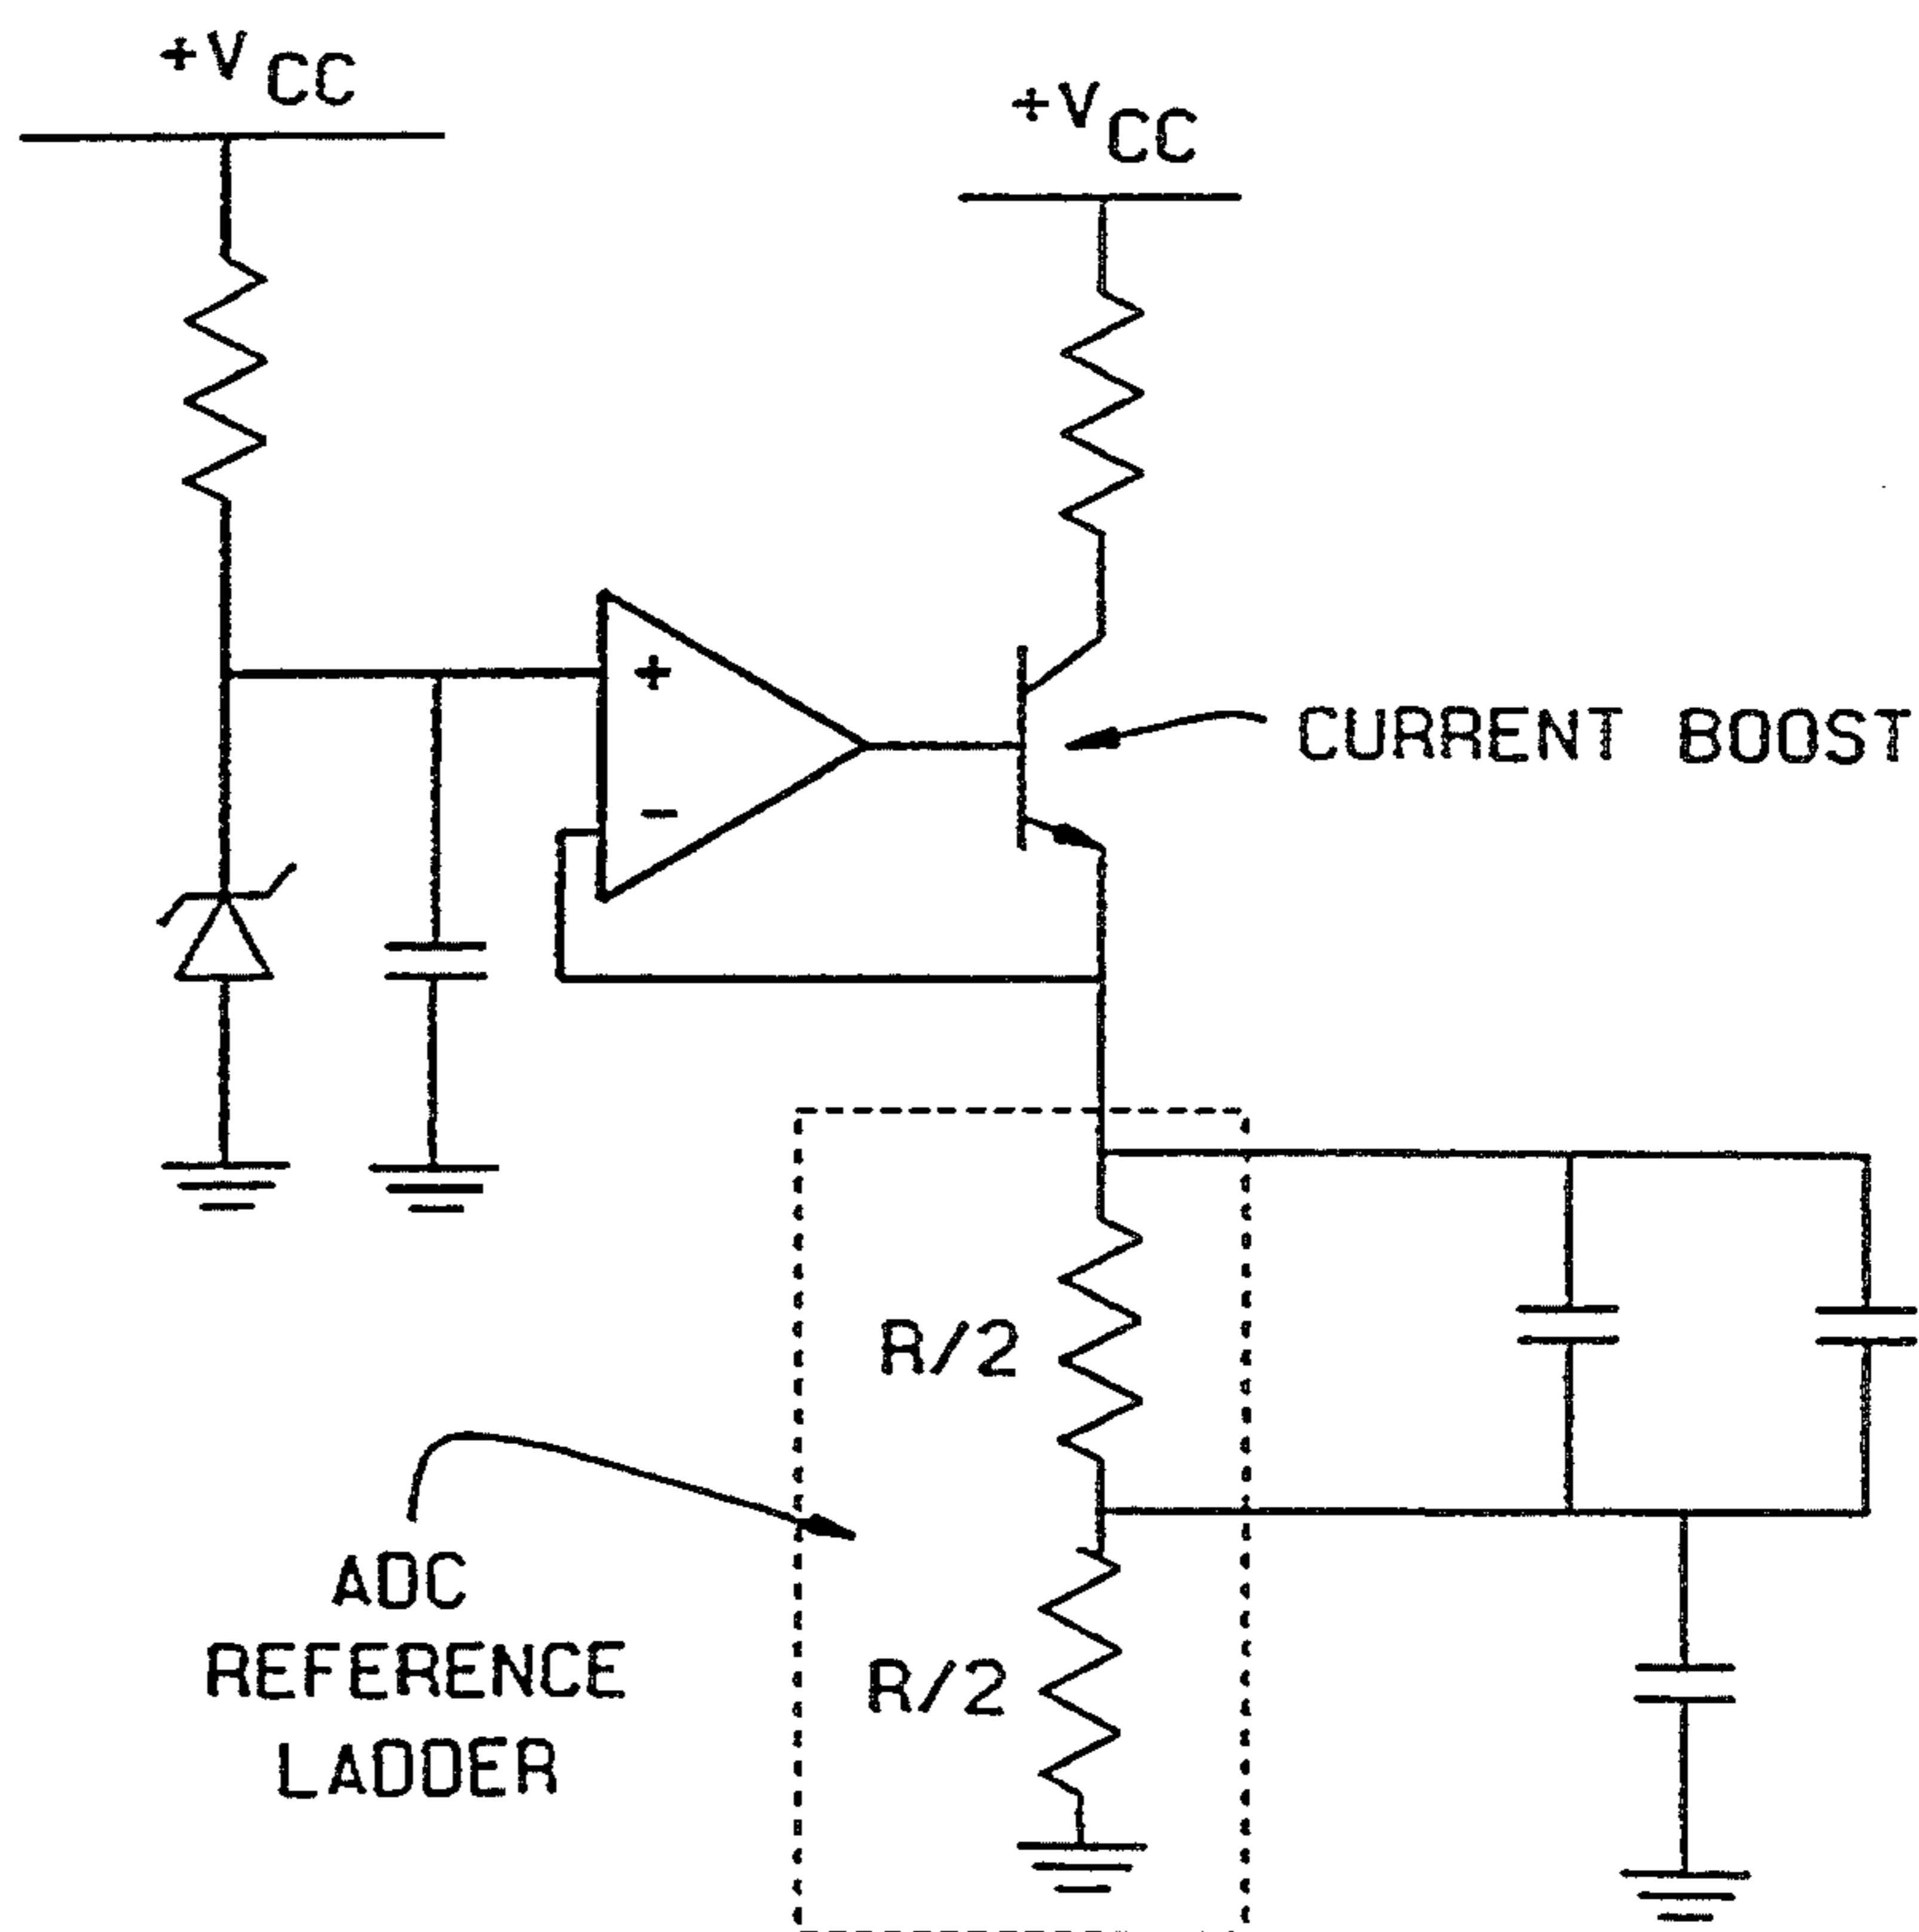 +VCC
+VCC
+
-
CURRENT BOOST
R/2
R/2
ADC
REFERENCE
LADDER